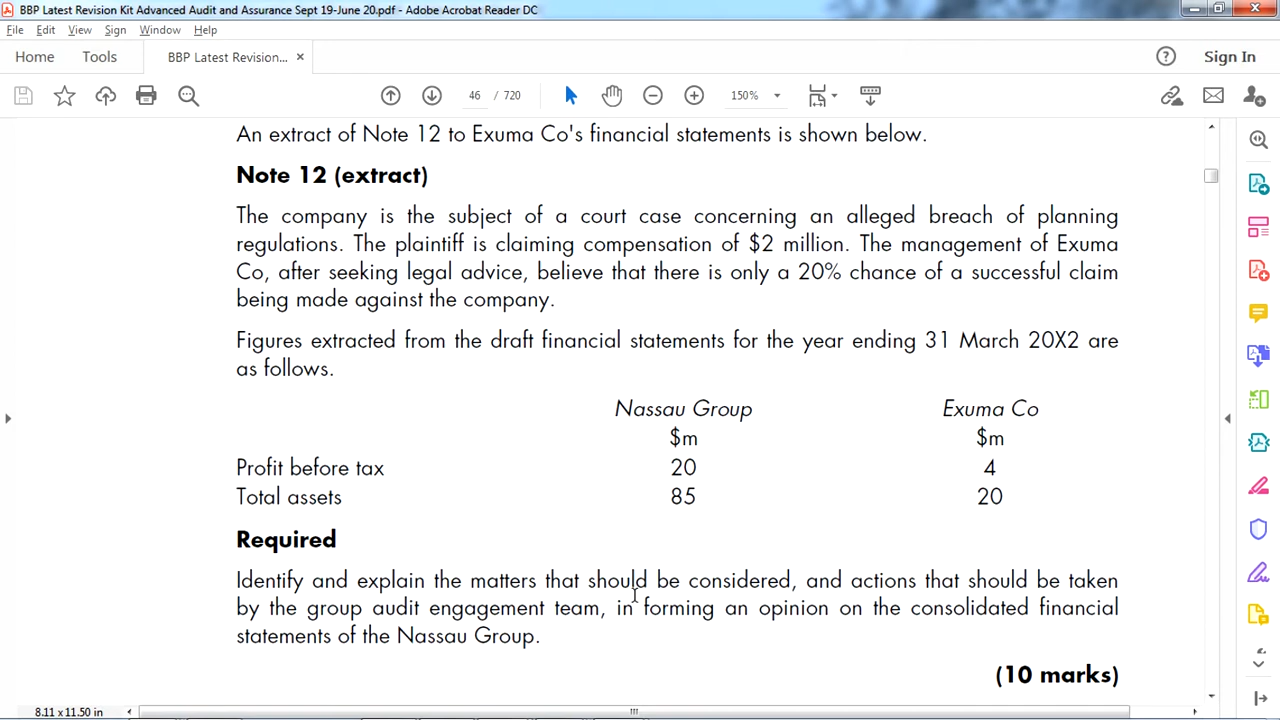 BBP Latest Revision Kit Advanced Audit and Assurance Sept 19-June 20.pdf - Adobe Acrobat Reader DC
File Edit View Sign Window Help
Home Tools BBP Latest Revision... × Sign In
46 / 720 150%
An extract of Note 12 to Exuma Co's financial statements is shown below.
Note 12 (extract)
The company is the subject of a court case concerning an alleged breach of planning
regulations. The plaintiff is claiming compensation of $2 million. The management of Exuma
Co, after seeking legal advice, believe that there is only a 20% chance of a successful claim
being made against the company.
Figures extracted from the draft financial statements for the year ending 31 March 20X2 are
as follows.
Nassau Group Exuma Co
$m $m
Profit before tax 20 4
Total assets 85 20
Required
Identify and explain the matters that should be considered, and actions that should be taken
by the group audit engagement team, in forming an opinion on the consolidated financial
statements of the Nassau Group.
(10 marks)
8.11 x 11.50 in